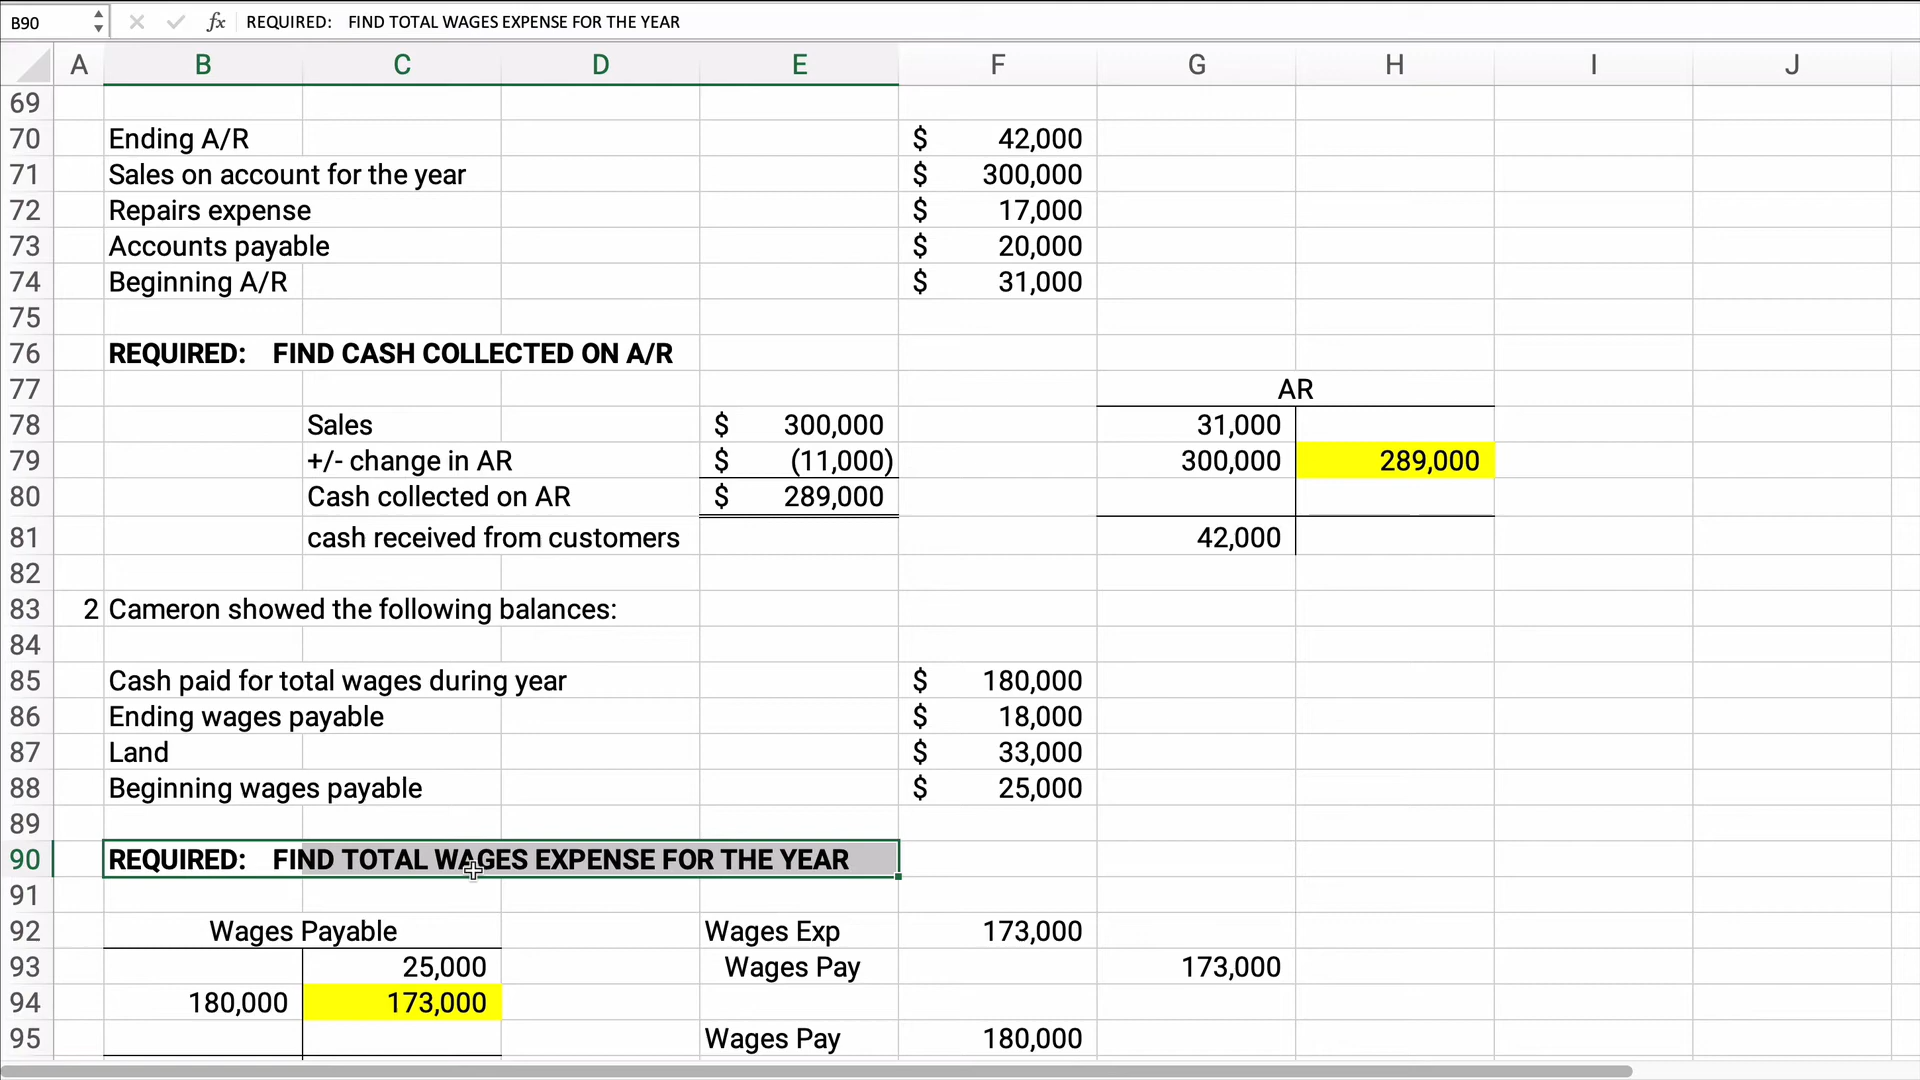 B90 fx REQUIRED: FIND TOTAL WAGES EXPENSE FOR THE YEAR
A B C D E F G H I J
69
70 Ending A/R $ 42,000
71 Sales on account for the year $ 300,000
72 Repairs expense $ 17,000
73 Accounts payable $ 20,000
74 Beginning A/R $ 31,000
75
76 REQUIRED: FIND CASH COLLECTED ON A/R
77 AR
78 Sales $ 300,000 31,000
79 +/- change in AR $ (11,000) 300,000 289,000
80 Cash collected on AR $ 289,000
81 cash received from customers 42,000
82
83 2 Cameron showed the following balances:
84
85 Cash paid for total wages during year $ 180,000
86 Ending wages payable $ 18,000
87 Land $ 33,000
88 Beginning wages payable $ 25,000
89
90 REQUIRED: FIND TOTAL WAGES EXPENSE FOR THE YEAR
91
92 Wages Payable Wages Exp 173,000
93 25,000 Wages Pay 173,000
94 180,000 173,000
95 Wages Pay 180,000